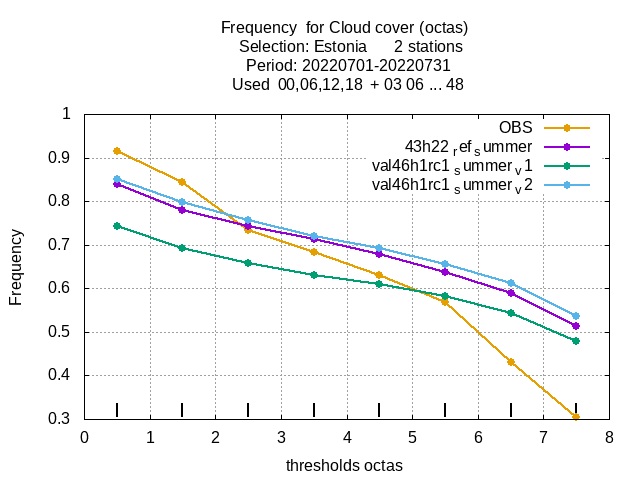 Frequency  for Cloud cover (octas)
Selection: Estonia      2 stations
Period: 20220701-20220731
Used  00,06,12,18  + 03 06 ... 48
OBS
43h22_ref_summer
val46h1rc1_summer_v1
val46h1rc1_summer_v2
1
0.9
0.8
0.7
0.6
0.5
0.4
0.3
Frequency
0 1 2 3 4 5 6 7 8
thresholds octas